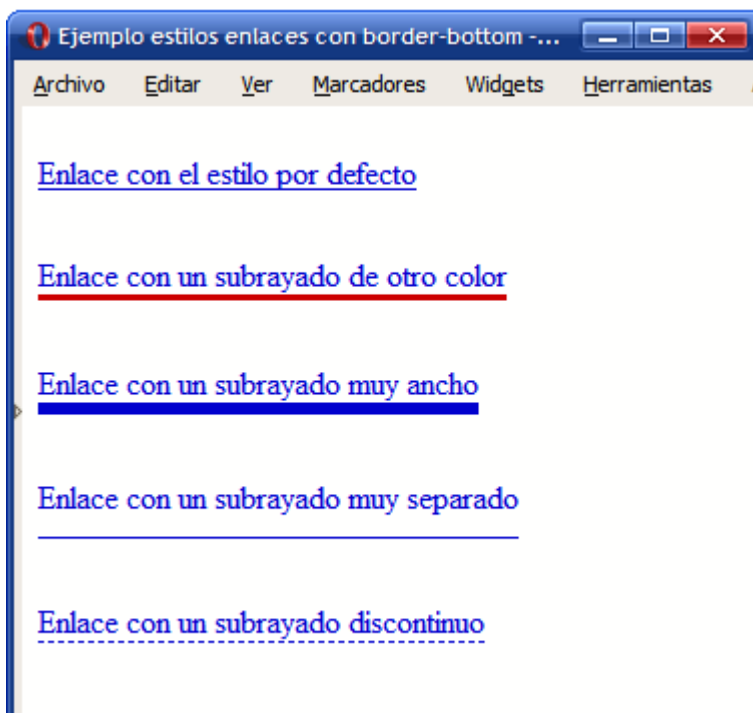 Ejemplo estilos enlaces con border-bottom -...
Archivo Editar Ver Marcadores Widgets Herramientas
Enlace con el estilo por defecto
Enlace con un subrayado de otro color
Enlace con un subrayado muy ancho
Enlace con un subrayado muy separado
Enlace con un subrayado discontinuo